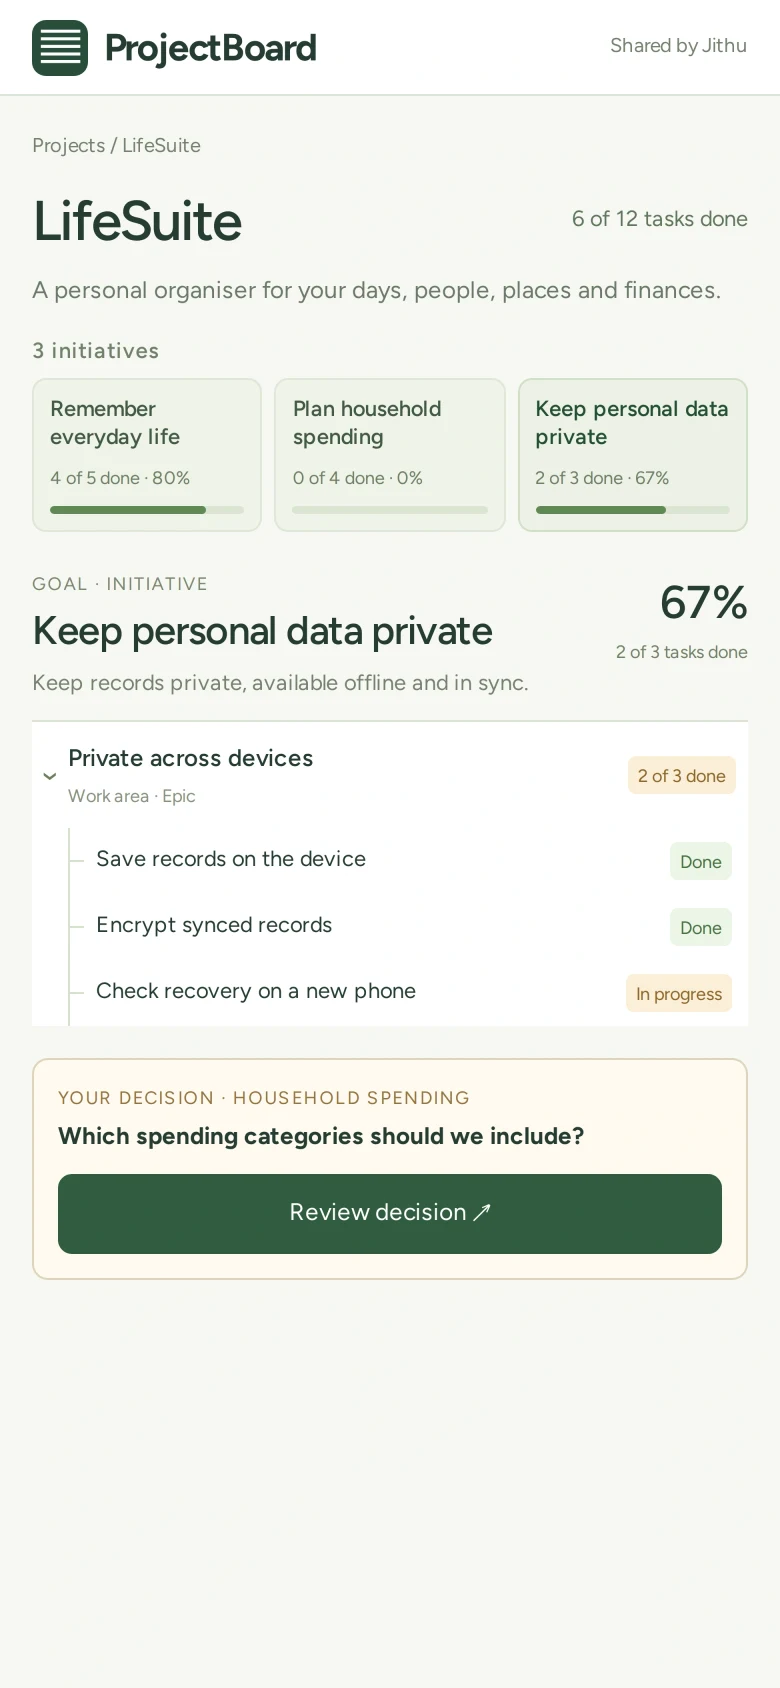 ProjectBoard
Shared by Jithu
Projects / LifeSuite
LifeSuite
6 of 12 tasks done
A personal organiser for your days, people, places and finances.
3 initiatives
Remember
everyday life
4 of 5 done · 80%
Plan household
spending
0 of 4 done · 0%
Keep personal data
private
2 of 3 done · 67%
GOAL · INITIATIVE
Keep personal data private
Keep records private, available offline and in sync.
67%
2 of 3 tasks done
Private across devices
Work area · Epic
2 of 3 done
Save records on the device
Done
Encrypt synced records
Done
Check recovery on a new phone
In progress
YOUR DECISION · HOUSEHOLD SPENDING
Which spending categories should we include?
Review decision ↗